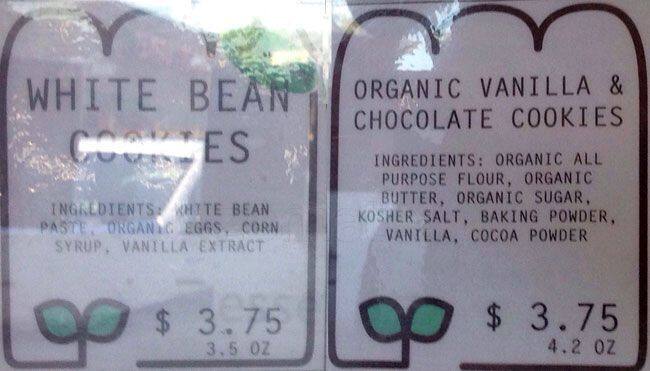 WHITE BEAN
COOKIES
INGREDIENTS: WHITE BEAN
PASTE, ORGANIC EGGS, CORN
SYRUP, VANILLA EXTRACT
$ 3.75
3.5 OZ
ORGANIC VANILLA &
CHOCOLATE COOKIES
INGREDIENTS: ORGANIC ALL
PURPOSE FLOUR, ORGANIC
BUTTER, ORGANIC SUGAR,
KOSHER SALT, BAKING POWDER,
VANILLA, COCOA POWDER
$ 3.75
4.2 OZ